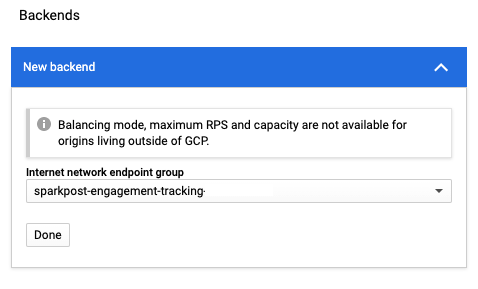 Backends
New backend
Balancing mode, maximum RPS and capacity are not available for
origins living outside of GCP.
Internet network endpoint group
sparkpost-engagement-tracking-
Done